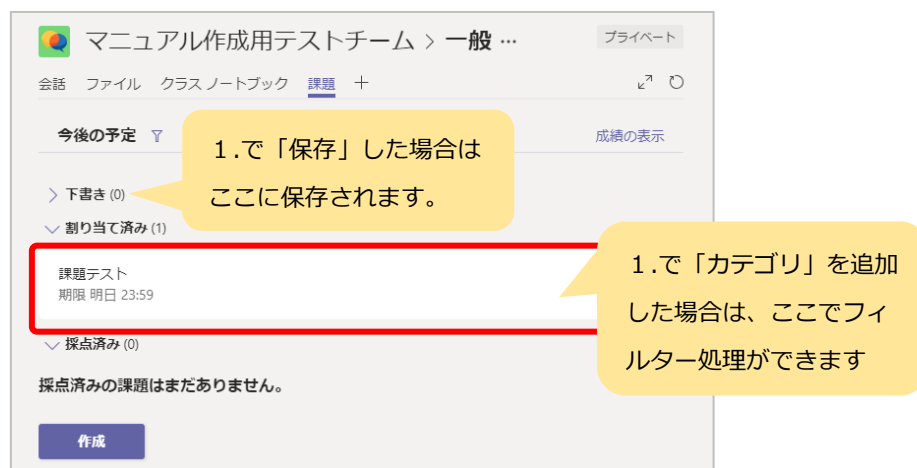 マニュアル作成用テストチーム > 一般 …
プライベート
会話 ファイル クラス ノートブック 課題 +
今後の予定
成績の表示
１.で「保存」した場合は
ここに保存されます。
下書き (0)
割り当て済み (1)
課題テスト
期限 明日 23:59
１.で「カテゴリ」を追加
した場合は、ここでフィ
ルター処理ができます
採点済み (0)
採点済みの課題はまだありません。
作成